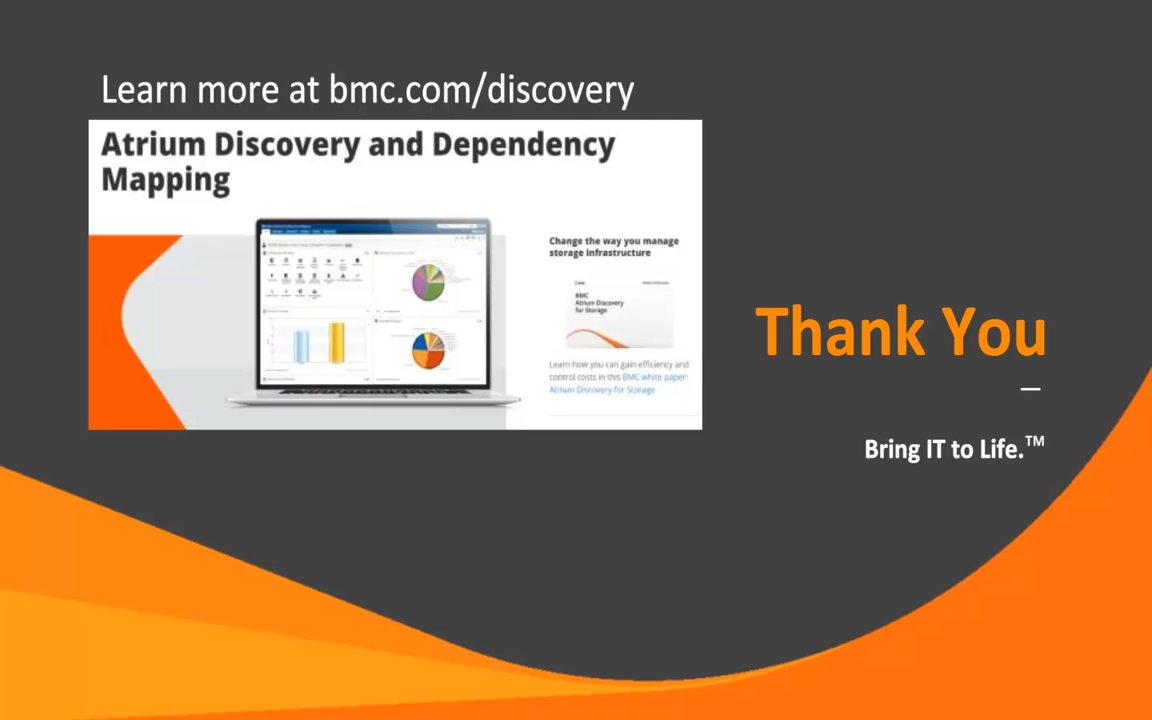 Learn more at bmc.com/discovery
Atrium Discovery and Dependency
Mapping
Change the way you manage
storage infrastructure
BMC
Atrium Discovery
for Storage
Learn how you can gain efficiency and
control costs in this BMC white paper:
Atrium Discovery for Storage
Thank You
Bring IT to Life.™